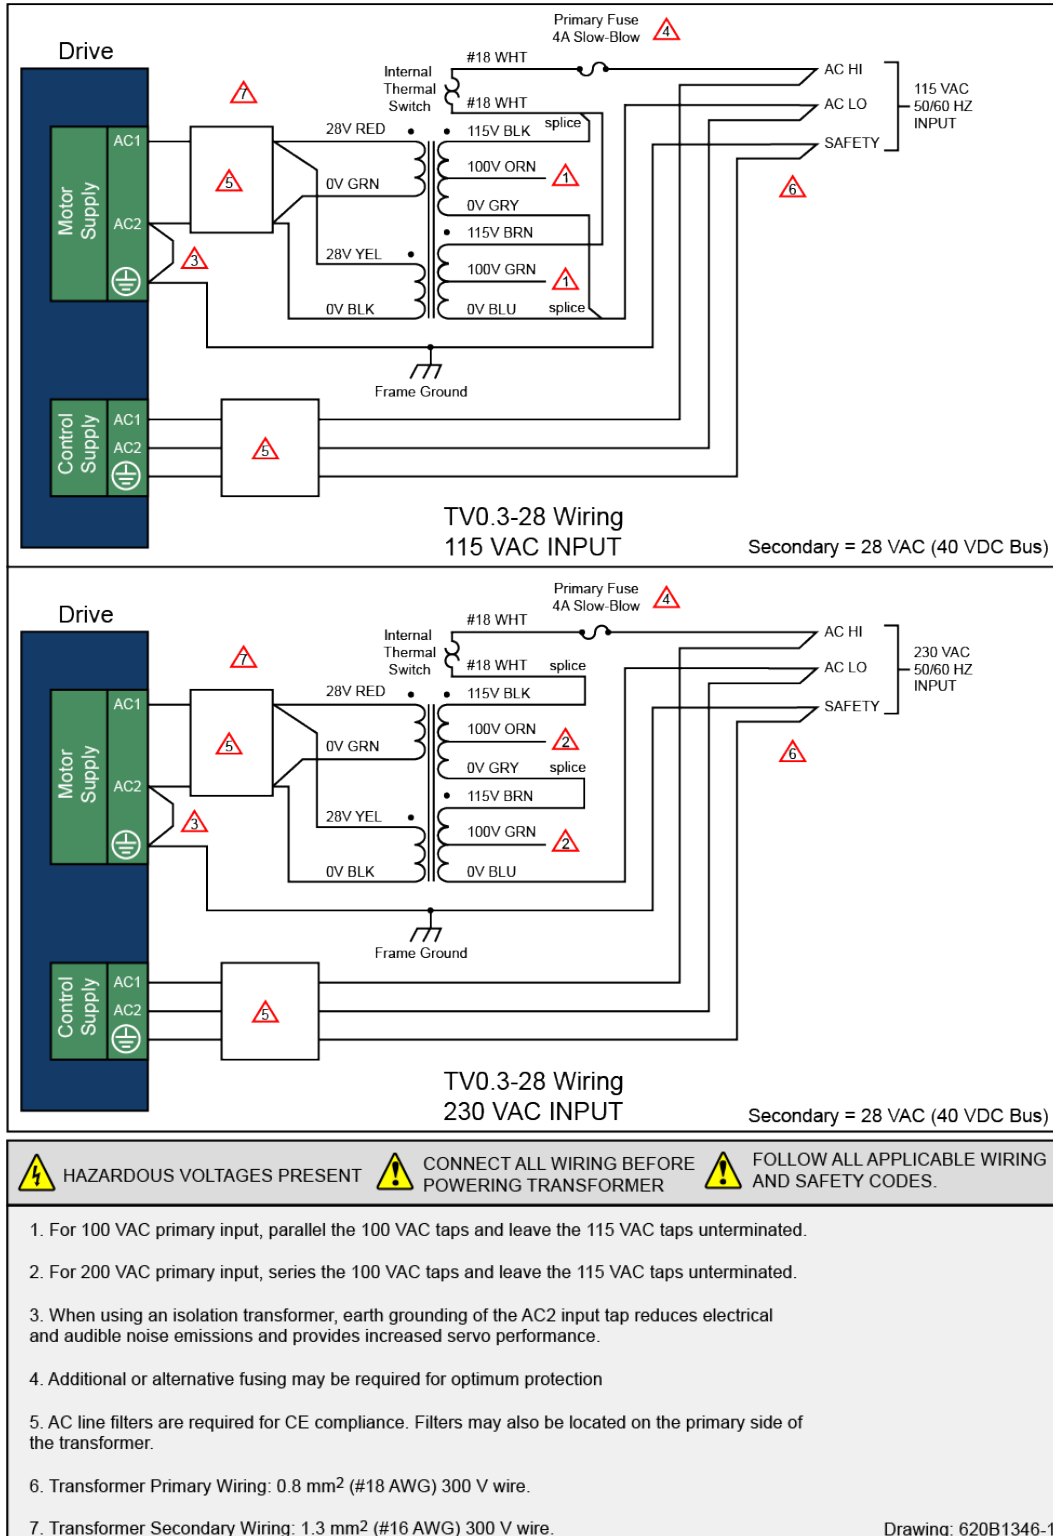 Primary Fuse
4A Slow-Blow
4
Drive
#18 WHT
AC HI
Internal
Thermal
Switch
7
115 VAC
50/60 HZ
INPUT
#18 WHT
AC LO
splice
28V RED
115V BLK
AC1
SAFETY
100V ORN
1
5
0V GRN
6
Motor
Supply
0V GRY
AC2
115V BRN
3
28V YEL
100V GRN
1
0V BLK
0V BLU
splice
Frame Ground
Control
Supply
AC1
AC2
5
TV0.3-28 Wiring
115 VAC INPUT
Secondary = 28 VAC (40 VDC Bus)
Primary Fuse
4A Slow-Blow
4
Drive
#18 WHT
AC HI
Internal
Thermal
Switch
7
230 VAC
50/60 HZ
INPUT
#18 WHT
splice
AC LO
28V RED
115V BLK
AC1
SAFETY
100V ORN
2
5
0V GRN
6
Motor
Supply
0V GRY
splice
AC2
115V BRN
3
28V YEL
100V GRN
2
0V BLK
0V BLU
Frame Ground
Control
Supply
AC1
AC2
5
TV0.3-28 Wiring
230 VAC INPUT
Secondary = 28 VAC (40 VDC Bus)
HAZARDOUS VOLTAGES PRESENT
CONNECT ALL WIRING BEFORE
POWERING TRANSFORMER
FOLLOW ALL APPLICABLE WIRING
AND SAFETY CODES.
1. For 100 VAC primary input, parallel the 100 VAC taps and leave the 115 VAC taps unterminated.
2. For 200 VAC primary input, series the 100 VAC taps and leave the 115 VAC taps unterminated.
3. When using an isolation transformer, earth grounding of the AC2 input tap reduces electrical
and audible noise emissions and provides increased servo performance.
4. Additional or alternative fusing may be required for optimum protection
5. AC line filters are required for CE compliance. Filters may also be located on the primary side of
the transformer.
6. Transformer Primary Wiring: 0.8 mm2 (#18 AWG) 300 V wire.
7. Transformer Secondary Wiring: 1.3 mm2 (#16 AWG) 300 V wire.
Drawing: 620B1346-1